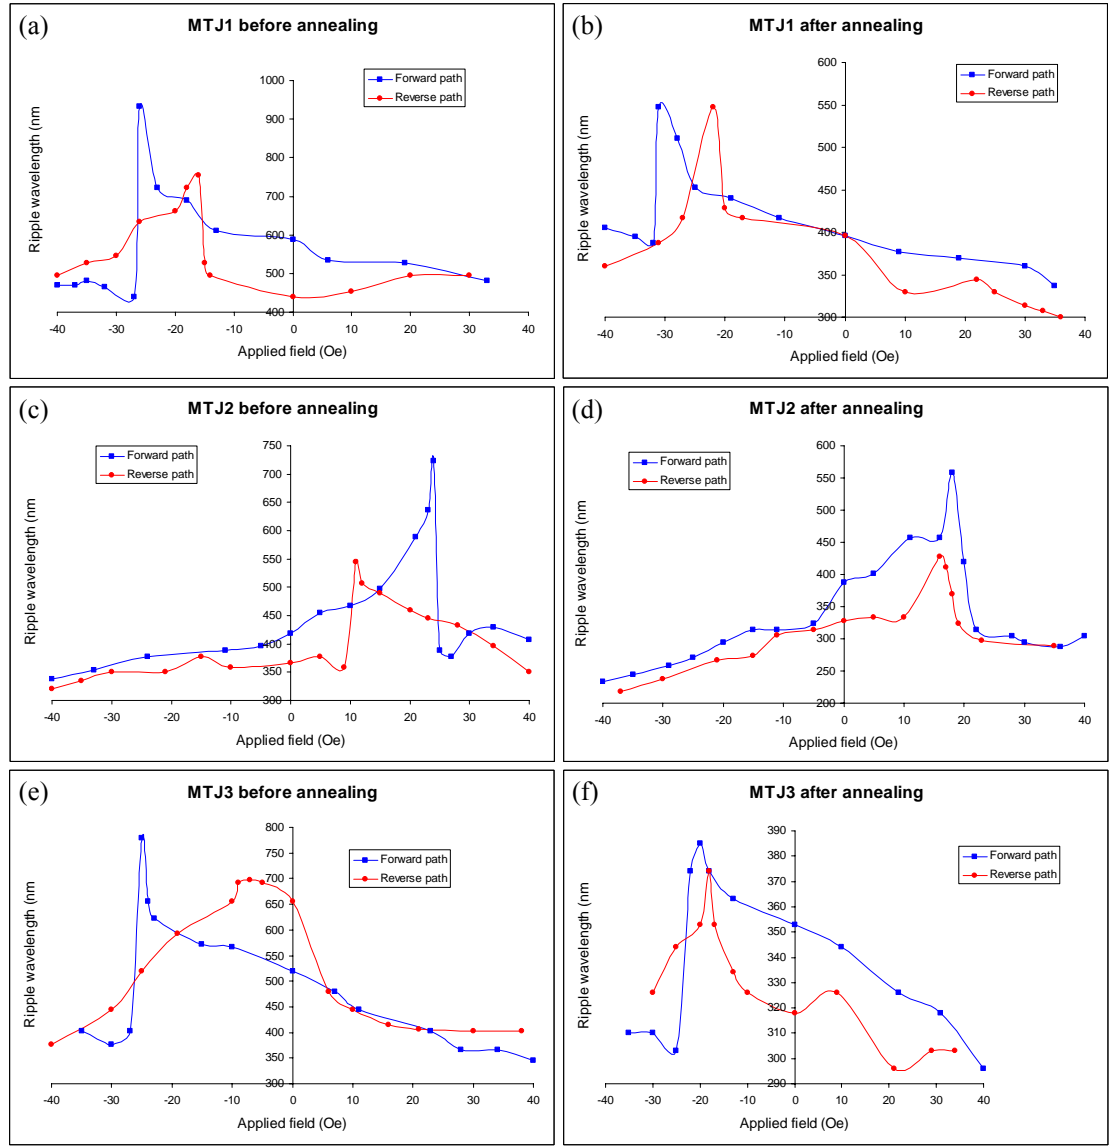 (a)
MTJ1 before annealing
Forward path
Reverse path
Ripple wavelength (nm
1000
900
800
700
600
500
400
-40 -30 -20 -10 0 10 20 30 40
Applied field (Oe)
(b)
MTJ1 after annealing
Forward path
Reverse path
Ripple wavelength (nm
600
550
500
450
400
350
300
-40 -30 -20 -10 0 10 20 30 40
Applied field (Oe)
(c)
MTJ2 before annealing
Forward path
Reverse path
Ripple wavelength (nm
750
700
650
600
550
500
450
400
350
300
-40 -30 -20 -10 0 10 20 30 40
Applied field (Oe)
(d)
MTJ2 after annealing
Forward path
Reverse path
Ripple wavelength (nm
600
550
500
450
400
350
300
250
200
-40 -30 -20 -10 0 10 20 30 40
Applied field (Oe)
(e)
MTJ3 before annealing
Forward path
Reverse path
Ripple wavelength (nm
800
750
700
650
600
550
500
450
400
350
300
-40 -30 -20 -10 0 10 20 30 40
Applied field (Oe)
(f)
MTJ3 after annealing
Forward path
Reverse path
Ripple wavelength (nm
390
380
370
360
350
340
330
320
310
300
290
-40 -30 -20 -10 0 10 20 30 40
Applied field (Oe)